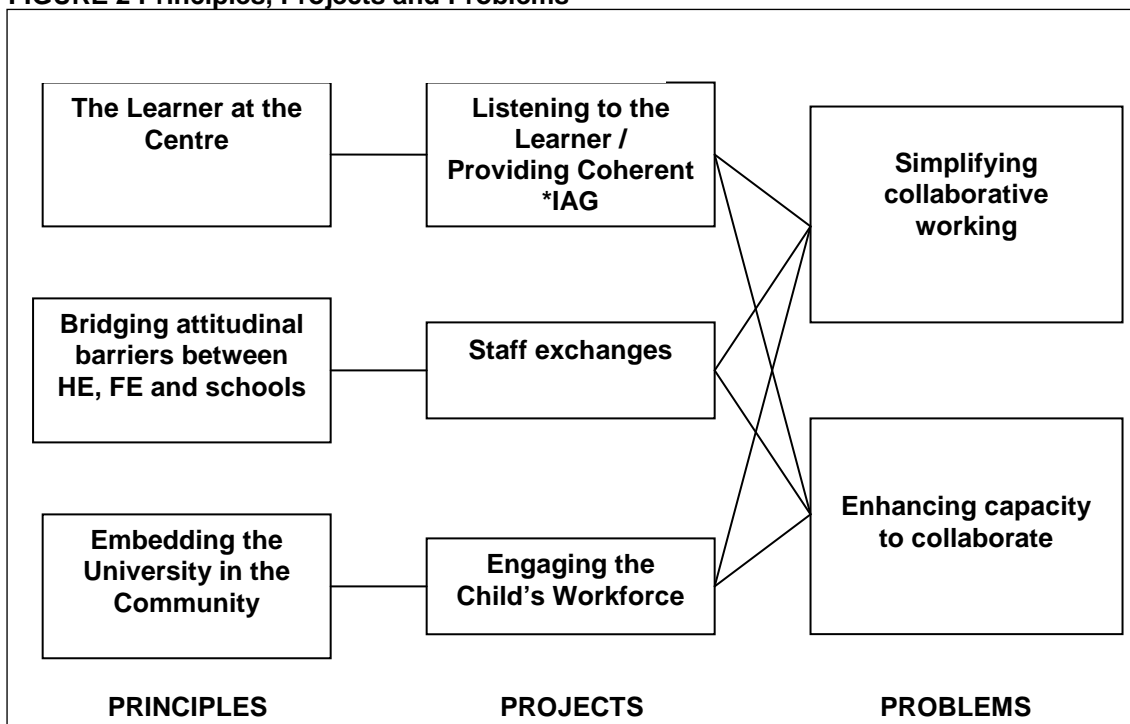 FIGURE 2 Principles, Projects and Problems
The Learner at the
Centre
Listening to the
Learner /
Providing Coherent
*IAG
Simplifying
collaborative
working
Bridging attitudinal
barriers between
HE, FE and schools
Staff exchanges
Enhancing capacity
to collaborate
Embedding the
University in the
Community
Engaging the
Child’s Workforce
PRINCIPLES
PROJECTS
PROBLEMS